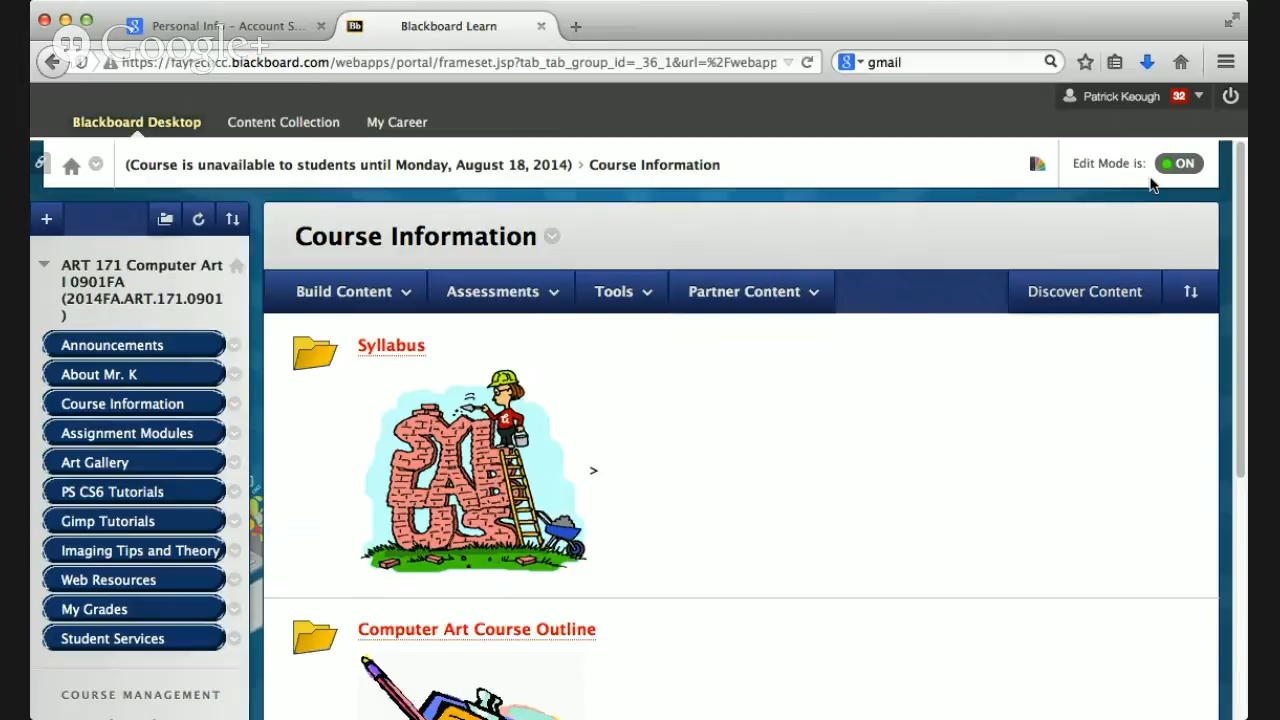 Personal Info - Account S...
Blackboard Learn
Google+
https://fayrecdcc.blackboard.com/webapps/portal/frameset.jsp?tab_tab_group_id=_36_1&url=%2Fwebapp
gmail
Patrick Keough 32
Blackboard Desktop Content Collection My Career
(Course is unavailable to students until Monday, August 18, 2014) > Course Information
Edit Mode is: ON
ART 171 Computer Art
I 0901FA
(2014FA.ART.171.0901
)
Announcements
About Mr. K
Course Information
Assignment Modules
Art Gallery
PS CS6 Tutorials
Gimp Tutorials
Imaging Tips and Theory
Web Resources
My Grades
Student Services
COURSE MANAGEMENT
Course Information
Build Content Assessments Tools Partner Content Discover Content
Syllabus
SYLLABUS
>
Computer Art Course Outline